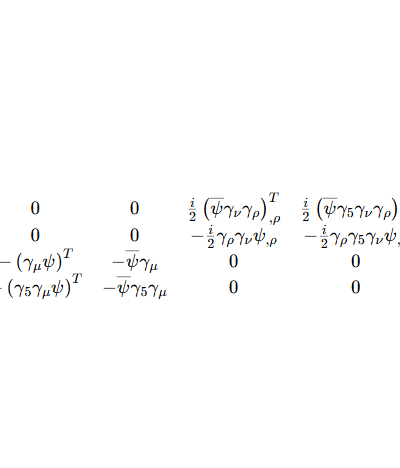 0 0 \frac{i}{2} \left( \overline{\psi} \gamma_\nu \gamma_\rho \right)^T_{,\rho} \frac{i}{2} \left( \overline{\psi} \gamma_5 \gamma_\nu \gamma_\rho \right)
0 0 -\frac{i}{2} \gamma_\rho \gamma_\nu \psi_{,\rho} -\frac{i}{2} \gamma_\rho \gamma_5 \gamma_\nu \psi_,
-\left( \gamma_\mu \psi \right)^T -\overline{\psi} \gamma_\mu 0 0
\left( \gamma_5 \gamma_\mu \psi \right)^T -\overline{\psi} \gamma_5 \gamma_\mu 0 0